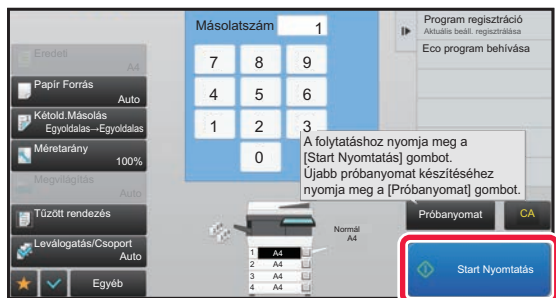 Másolatszám 1
Program regisztráció
Aktuális beáll. regisztrálása
Eco program behívása
Eredeti
A4
Papír Forrás
Auto
Kétold.Másolás
Egyoldalas→Egyoldalas
Méretarány
100%
Megvilágítás
Auto
Tűzött rendezés
Leválogatás/Csoport
Auto
Egyéb
7 8 9
4 5 6
1 2 3
0
A folytatáshoz nyomja meg a
[Start Nyomtatás] gombot.
Újabb próbanyomat készítéséhez
nyomja meg a [Próbanyomat] gombot.
Normál
A4
1 A4
2 A4
3 A4
4 A4
Próbanyomat
CA
Start Nyomtatás